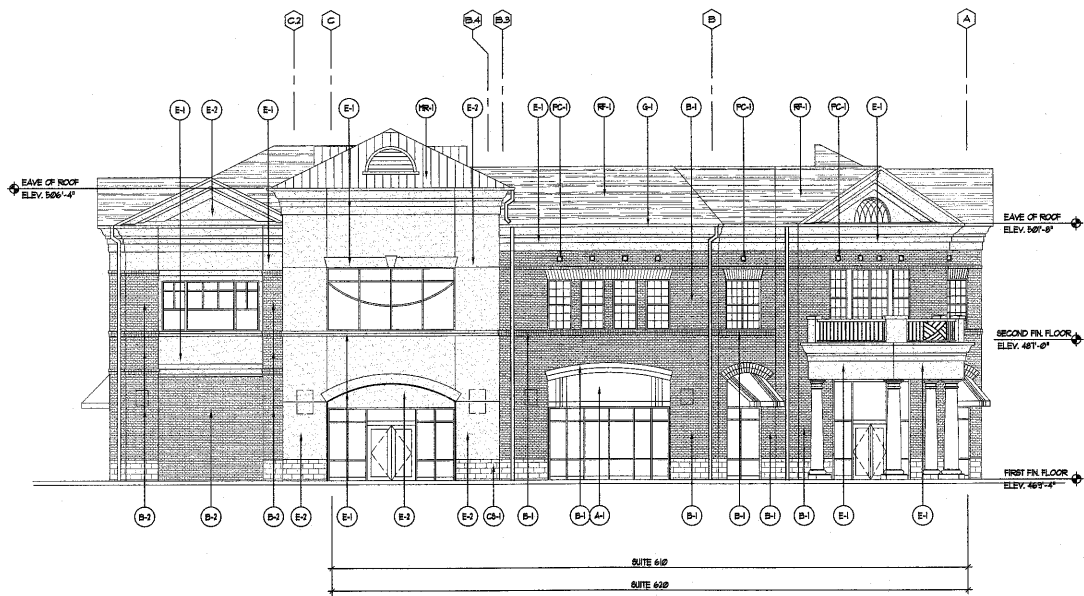 C.2 C B.4 B.3 B A
E-1 E-2 E-1 E-1 MR-1 E-2 E-1 PC-1 RF-1 G-1 B-1 PC-1 RF-1 PC-1 E-1
EAVE OF ROOF
ELEV. 506'-4"
EAVE OF ROOF
ELEV. 501'-8"
SECOND FIN. FLOOR
ELEV. 487'-0"
FIRST FIN. FLOOR
ELEV. 469'-4"
B-2 B-2 B-2 E-2 E-1 E-2 E-2 CS-1 B-1 B-1 A-1 B-1 B-1 B-1 B-1 E-1 E-1
SUITE 610
SUITE 620